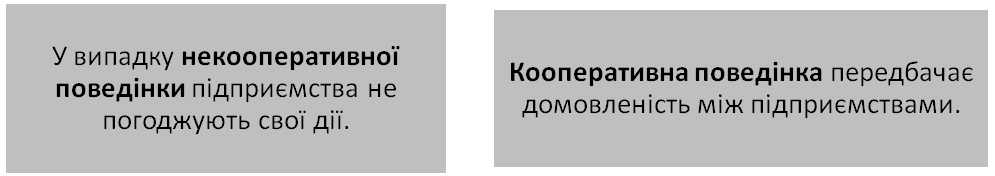 У випадку некооперативної
поведінки підприємства не
погоджують свої дії.
Кооперативна поведінка передбачає
домовленість між підприємствами.